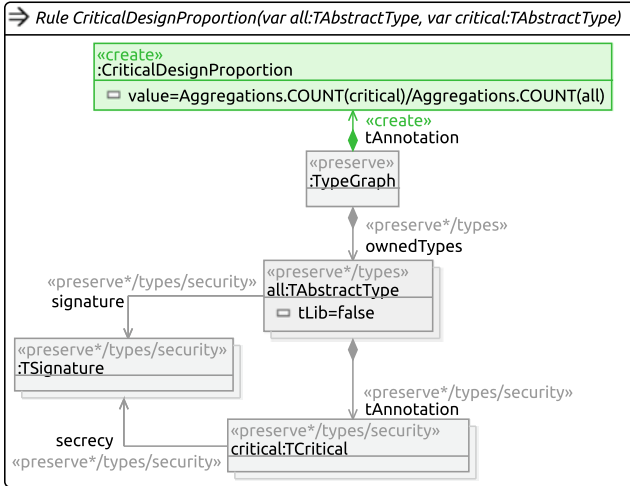 Rule CriticalDesignProportion(var all:TAbstractType, var critical:TAbstractType)
«create»
:CriticalDesignProportion
value=Aggregations.COUNT(critical)/Aggregations.COUNT(all)
«create»
tAnnotation
«preserve»
:TypeGraph
«preserve*/types»
ownedTypes
«preserve*/types»
all:TAbstractType
tLib=false
«preserve*/types/security»
signature
«preserve*/types/security»
:TSignature
«preserve*/types/security»
tAnnotation
«preserve*/types/security»
critical:TCritical
secrecy
«preserve*/types/security»